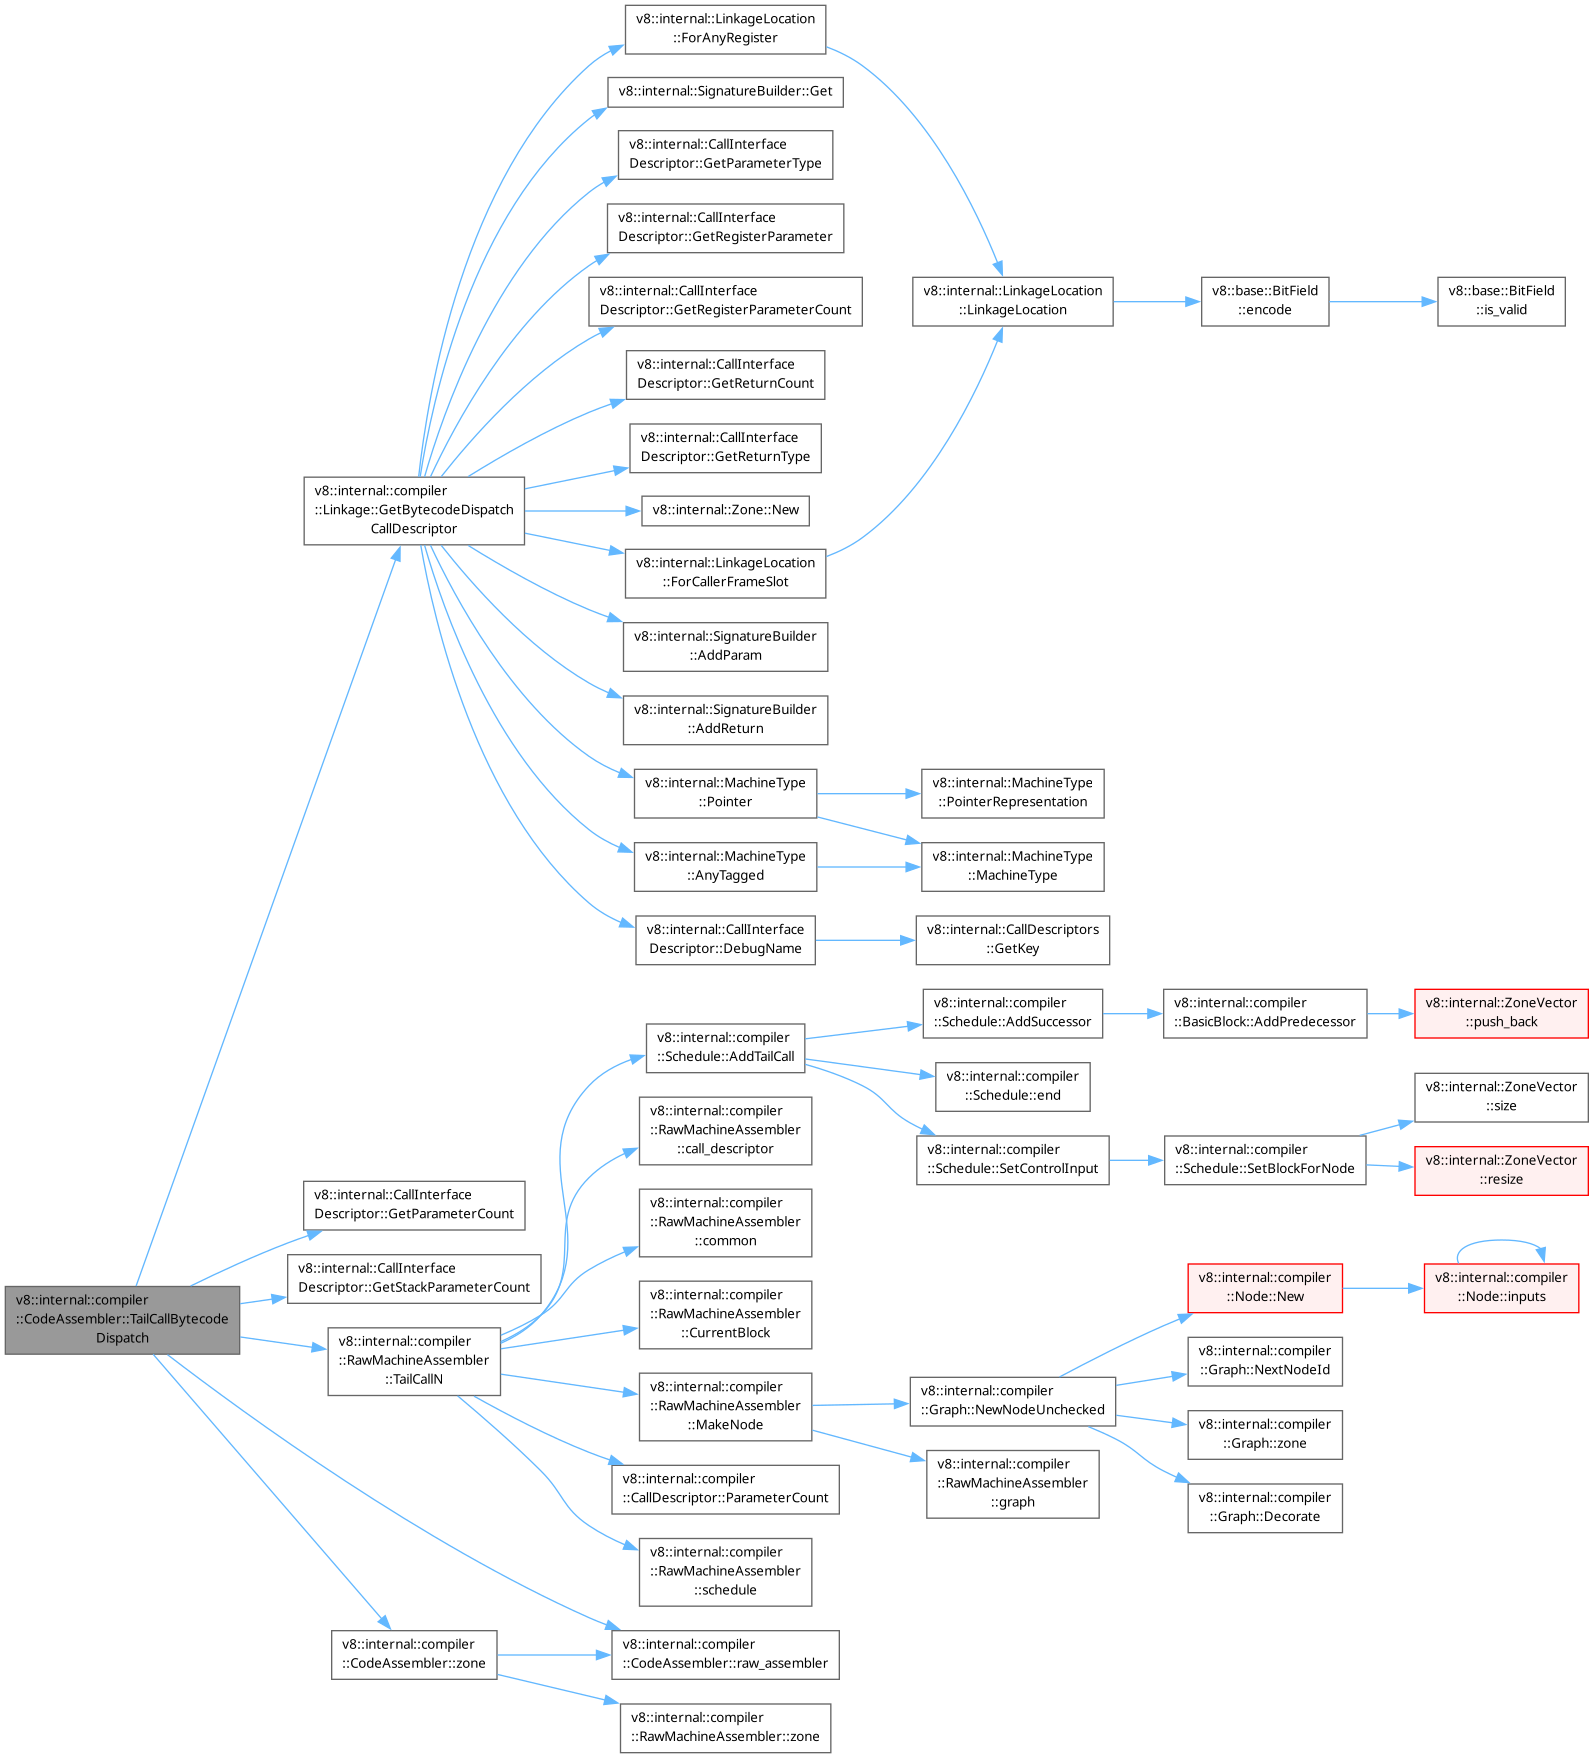 v8::internal::LinkageLocation
::ForAnyRegister
v8::internal::SignatureBuilder::Get
v8::internal::CallInterface
Descriptor::GetParameterType
v8::internal::CallInterface
Descriptor::GetRegisterParameter
v8::internal::CallInterface
Descriptor::GetRegisterParameterCount
v8::internal::LinkageLocation
::LinkageLocation
v8::base::BitField
::encode
v8::base::BitField
::is_valid
v8::internal::CallInterface
Descriptor::GetReturnCount
v8::internal::CallInterface
Descriptor::GetReturnType
v8::internal::compiler
::Linkage::GetBytecodeDispatch
CallDescriptor
v8::internal::Zone::New
v8::internal::LinkageLocation
::ForCallerFrameSlot
v8::internal::SignatureBuilder
::AddParam
v8::internal::SignatureBuilder
::AddReturn
v8::internal::MachineType
::Pointer
v8::internal::MachineType
::PointerRepresentation
v8::internal::MachineType
::AnyTagged
v8::internal::MachineType
::MachineType
v8::internal::CallInterface
Descriptor::DebugName
v8::internal::CallDescriptors
::GetKey
v8::internal::compiler
::Schedule::AddTailCall
v8::internal::compiler
::Schedule::AddSuccessor
v8::internal::compiler
::BasicBlock::AddPredecessor
v8::internal::ZoneVector
::push_back
v8::internal::compiler
::Schedule::end
v8::internal::ZoneVector
::size
v8::internal::compiler
::RawMachineAssembler
::call_descriptor
v8::internal::compiler
::Schedule::SetControlInput
v8::internal::compiler
::Schedule::SetBlockForNode
v8::internal::ZoneVector
::resize
v8::internal::CallInterface
Descriptor::GetParameterCount
v8::internal::compiler
::RawMachineAssembler
::common
v8::internal::CallInterface
Descriptor::GetStackParameterCount
v8::internal::compiler
::CodeAssembler::TailCallBytecode
Dispatch
v8::internal::compiler
::RawMachineAssembler
::CurrentBlock
v8::internal::compiler
::Node::New
v8::internal::compiler
::Node::inputs
v8::internal::compiler
::RawMachineAssembler
::TailCallN
v8::internal::compiler
::RawMachineAssembler
::MakeNode
v8::internal::compiler
::Graph::NewNodeUnchecked
v8::internal::compiler
::Graph::NextNodeId
v8::internal::compiler
::Graph::zone
v8::internal::compiler
::CallDescriptor::ParameterCount
v8::internal::compiler
::RawMachineAssembler
::graph
v8::internal::compiler
::Graph::Decorate
v8::internal::compiler
::RawMachineAssembler
::schedule
v8::internal::compiler
::CodeAssembler::zone
v8::internal::compiler
::CodeAssembler::raw_assembler
v8::internal::compiler
::RawMachineAssembler::zone